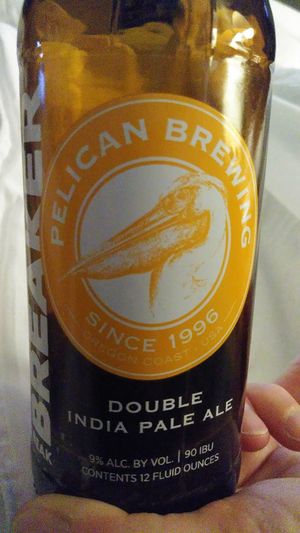 BREAKER
PELICAN BREWING
SINCE 1996
OREGON COAST, USA
DOUBLE
INDIA PALE ALE
9% ALC. BY VOL. | 90 IBU
CONTENTS 12 FLUID OUNCES